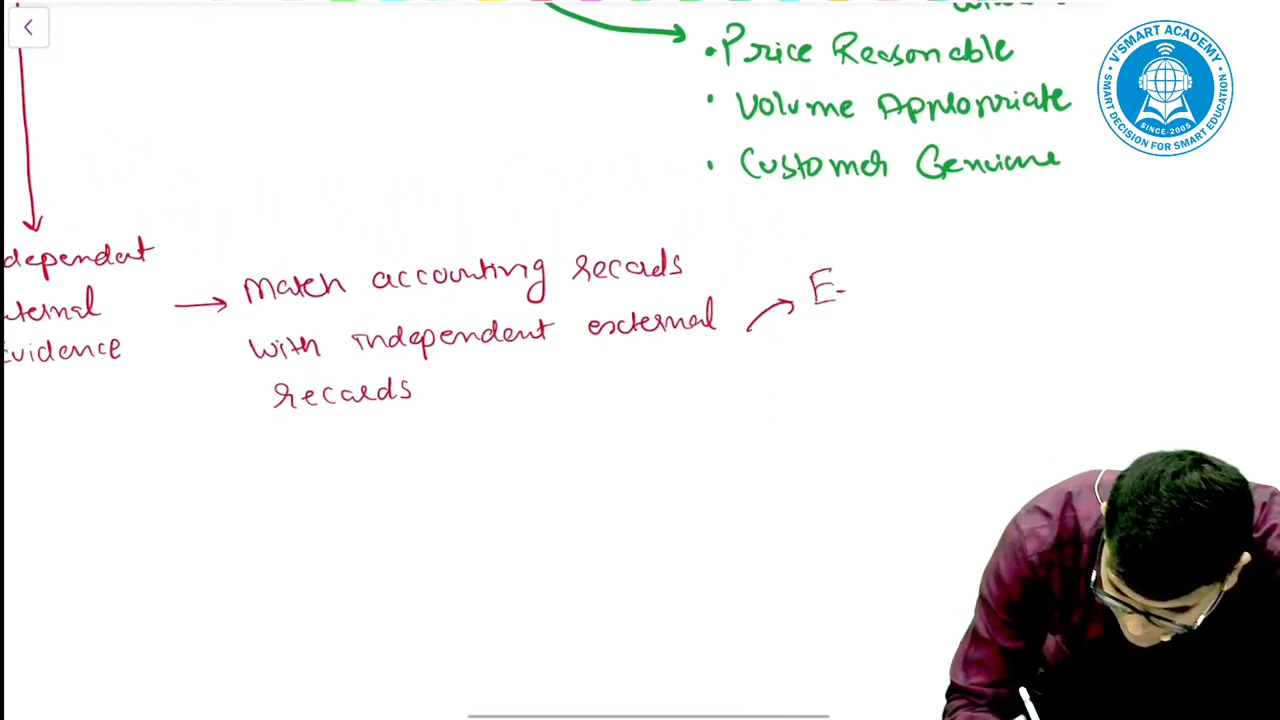 • Price Reasonable
• Volume Appropriate
• Customer Genuine
V'SMART ACADEMY
SINCE-2005
SMART DECISION FOR SMART EDUCATION
dependent
ternal → Match accounting records
Evidence with independent external → E-
records